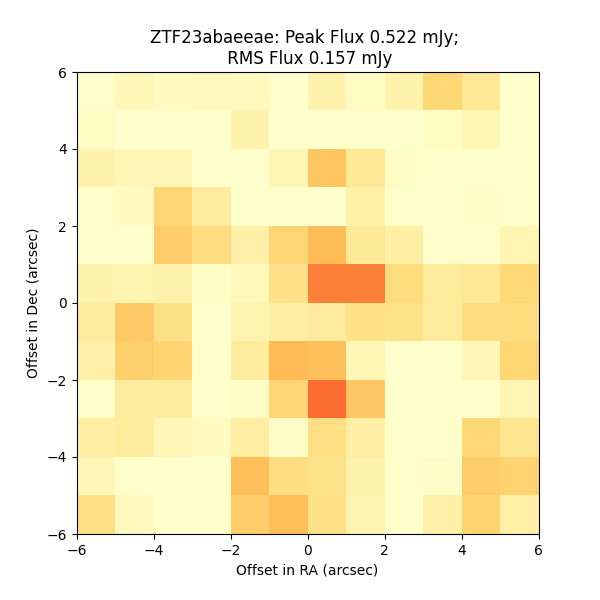 ZTF23abaeeae: Peak Flux 0.522 mJy;
RMS Flux 0.157 mJy
6
4
2
0
−2
−4
−6
Offset in Dec (arcsec)
−6 −4 −2 0 2 4 6
Offset in RA (arcsec)